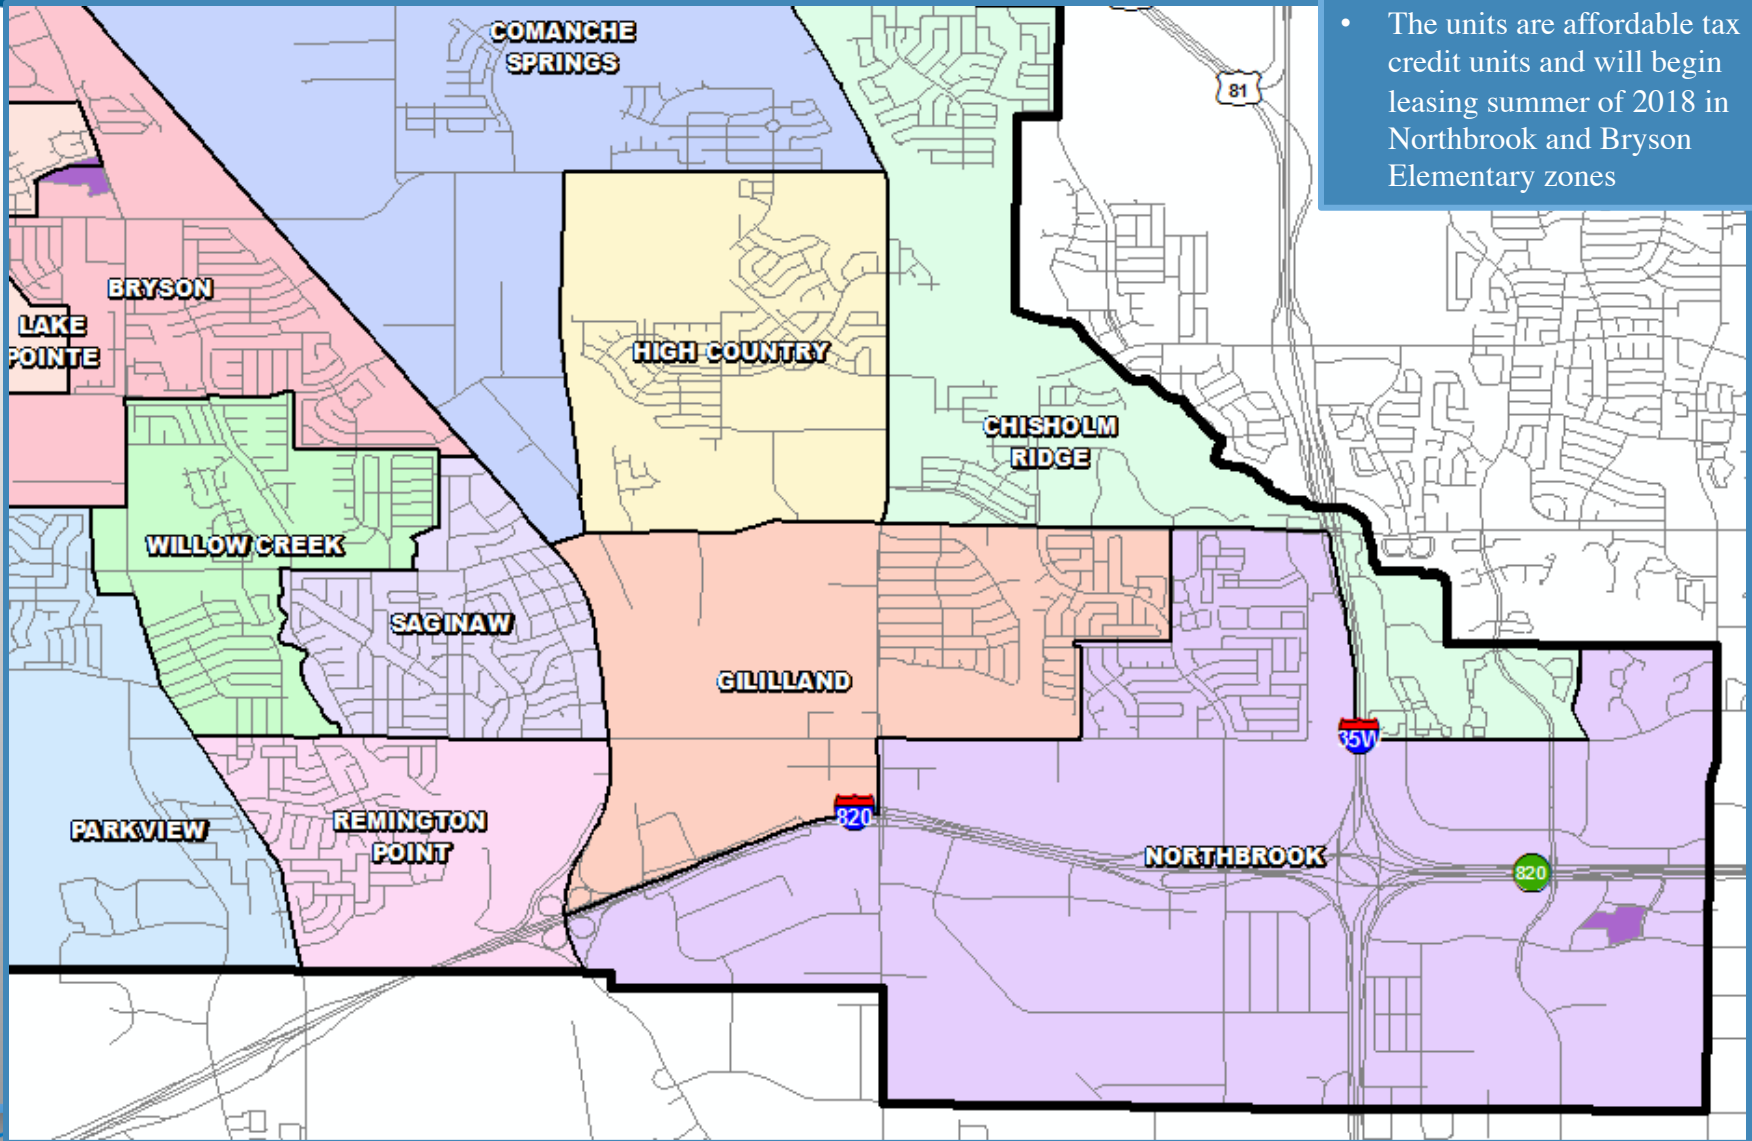 COMANCHE
SPRINGS
81
• The units are affordable tax
credit units and will begin
leasing summer of 2018 in
Northbrook and Bryson
Elementary zones
BRYSON
LAKE
POINTE
HIGH COUNTRY
CHISHOLM
RIDGE
WILLOW CREEK
SAGINAW
GILILLAND
35W
820
PARKVIEW
REMINGTON
POINT
NORTHBROOK
820